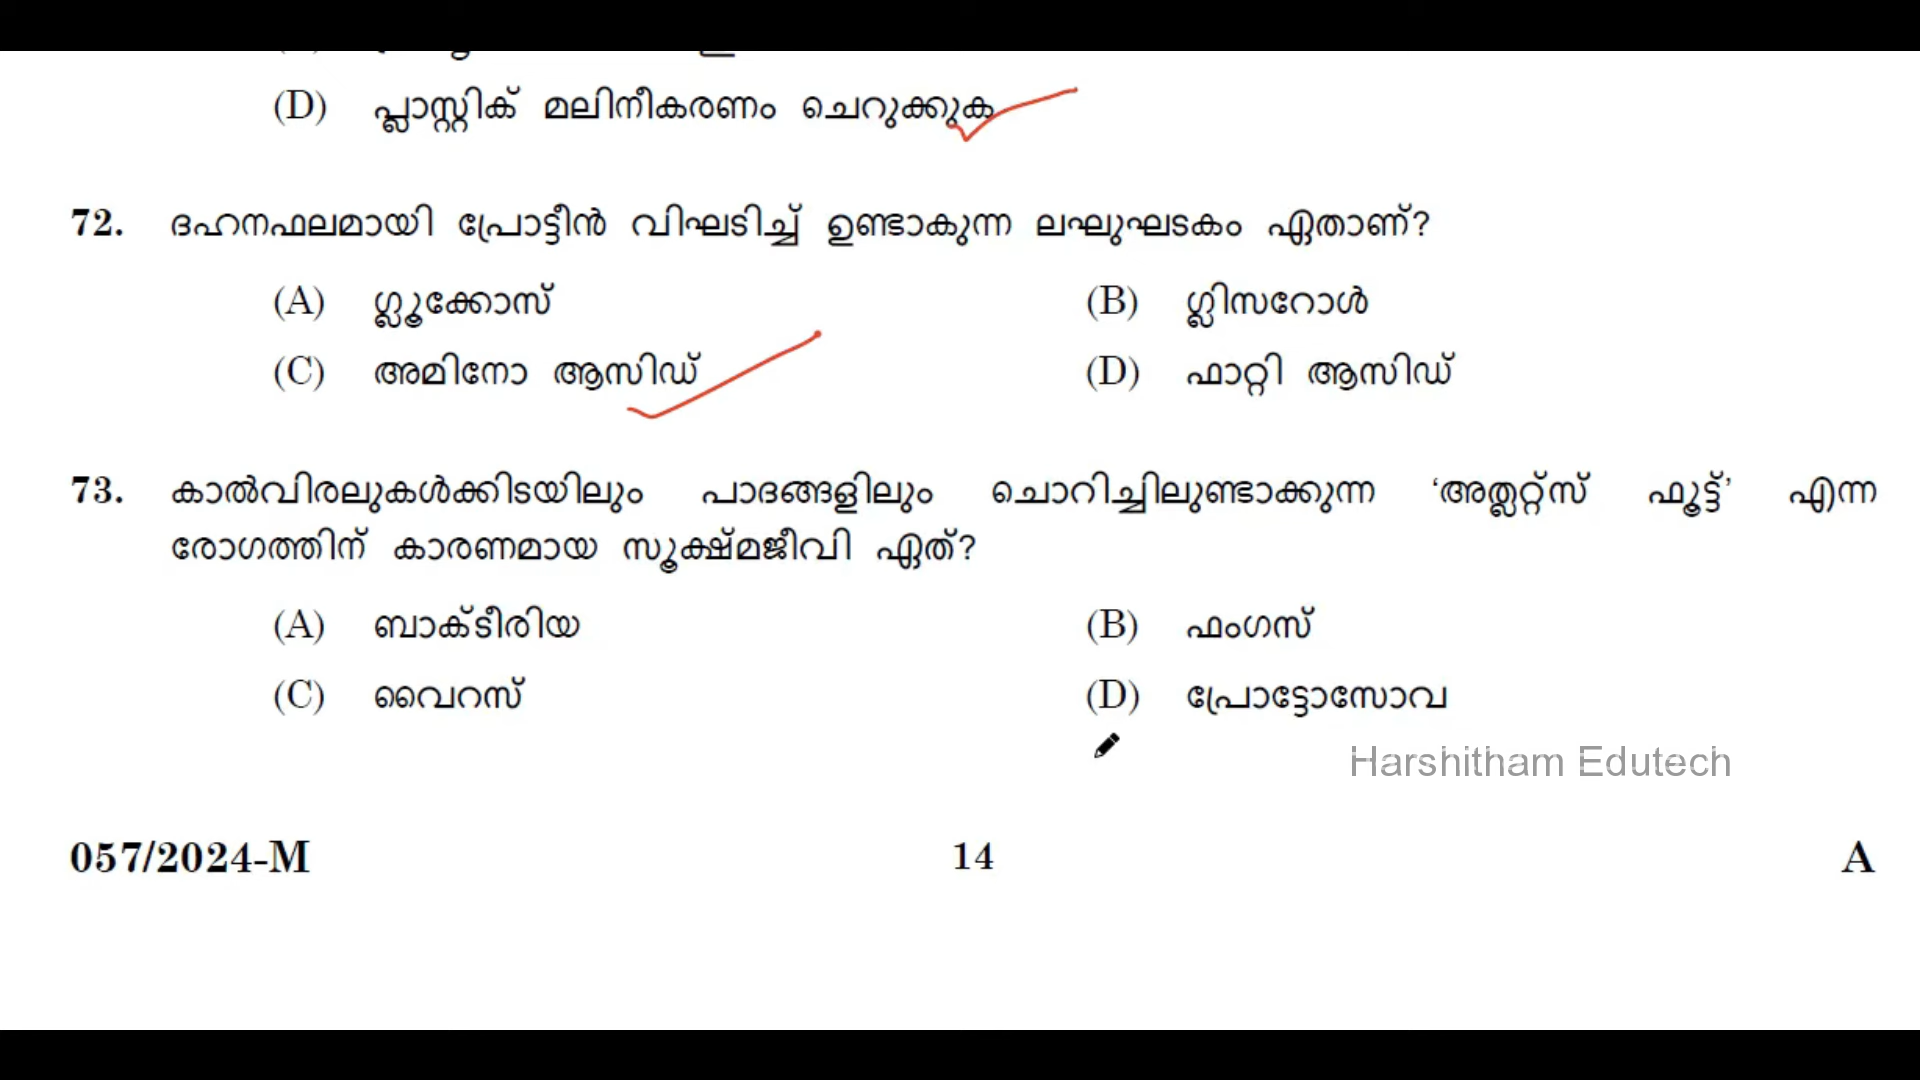 (D) പ്ലാസ്റ്റിക് മലിനീകരണം ചെറുക്കുക
72. ദഹനഫലമായി പ്രോട്ടീൻ വിഘടിച്ച് ഉണ്ടാകുന്ന ലഘുഘടകം ഏതാണ്?
(A) ഗ്ലൂക്കോസ് (B) ഗ്ലിസറോൾ
(C) അമിനോ ആസിഡ് (D) ഫാറ്റി ആസിഡ്
73. കാൽവിരലുകൾക്കിടയിലും പാദങ്ങളിലും ചൊറിച്ചിലുണ്ടാക്കുന്ന ‘അത്ലറ്റ്സ് ഫൂട്ട്’ എന്ന
രോഗത്തിന് കാരണമായ സൂക്ഷ്മജീവി ഏത്?
(A) ബാക്ടീരിയ (B) ഫംഗസ്
(C) വൈറസ് (D) പ്രോട്ടോസോവ
Harshitham Edutech
057/2024-M 14 A